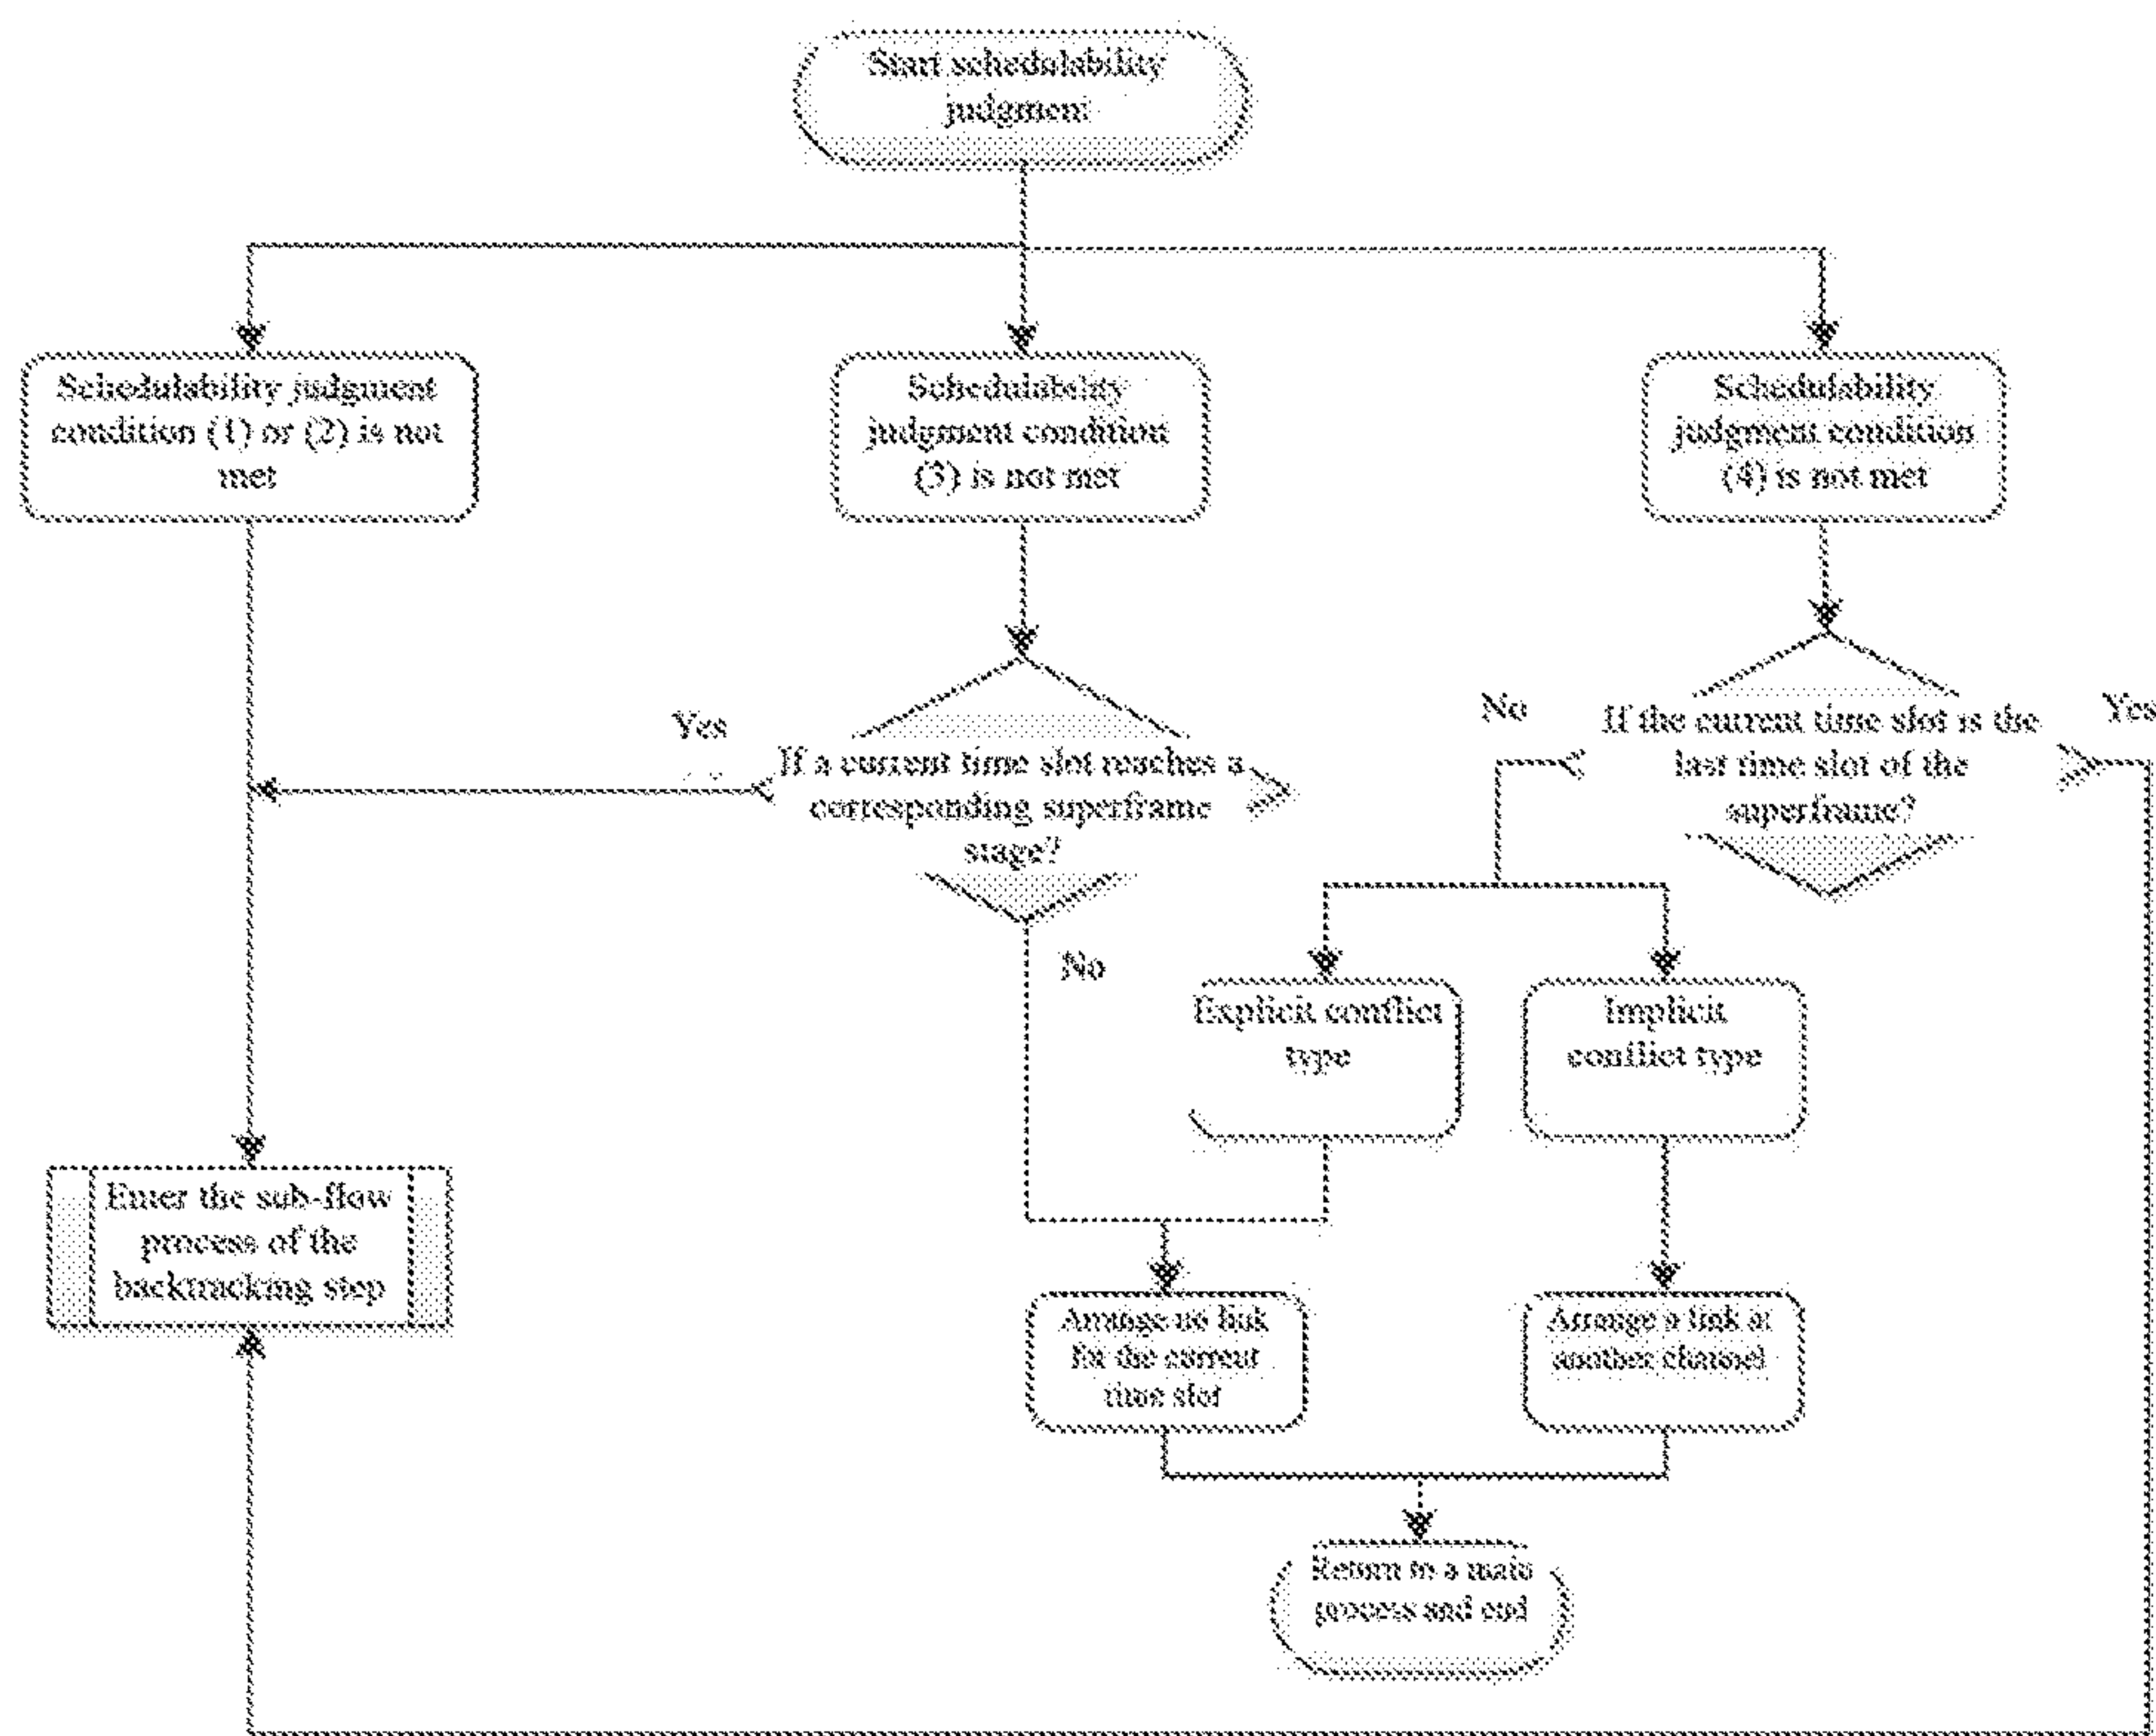 Start schedulability
judgment
Schedulability judgment
condition (1) or (2) is not
met
Schedulability
judgment condition
(3) is not met
Schedulability
judgment condition
(4) is not met
Yes
If a current time slot reaches a
corresponding superframe
stage?
No
No
If the current time slot is the
last time slot of the
superframe?
Yes
Explicit conflict
type
Implicit
conflict type
Enter the sub-flow
process of the
backtracking step
Arrange no link
for the current
time slot
Arrange a link at
another channel
Return to a main
process and end